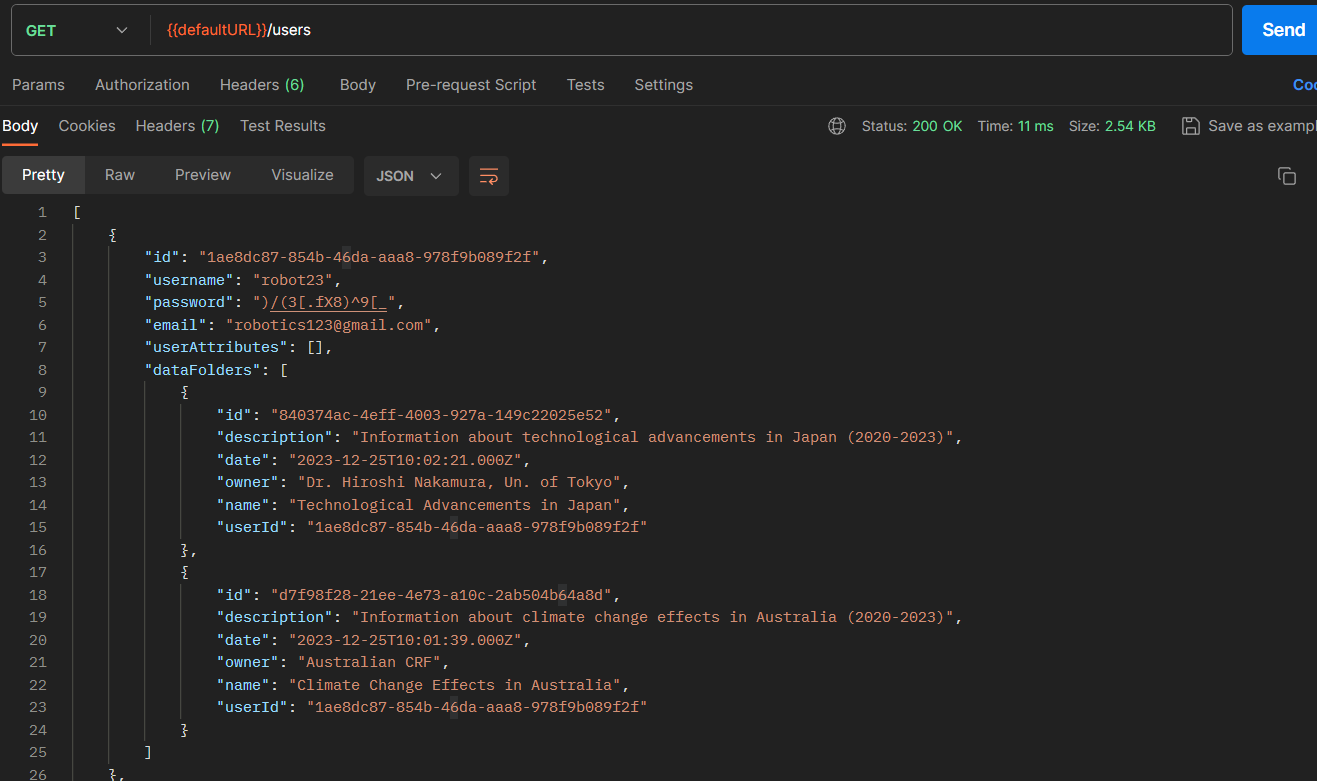 GET {{defaultURL}}/users Send
Params Authorization Headers (6) Body Pre-request Script Tests Settings
Body Cookies Headers (7) Test Results Status: 200 OK Time: 11 ms Size: 2.54 KB
Pretty Raw Preview Visualize JSON
1 [
2 {
3 "id": "1ae8dc87-854b-46da-aaa8-978f9b089f2f",
4 "username": "robot23",
5 "password": ")/(3[.fX8)^9[_",
6 "email": "robotics123@gmail.com",
7 "userAttributes": [],
8 "dataFolders": [
9 {
10 "id": "840374ac-4eff-4003-927a-149c22025e52",
11 "description": "Information about technological advancements in Japan (2020-2023)",
12 "date": "2023-12-25T10:02:21.000Z",
13 "owner": "Dr. Hiroshi Nakamura, Un. of Tokyo",
14 "name": "Technological Advancements in Japan",
15 "userId": "1ae8dc87-854b-46da-aaa8-978f9b089f2f"
16 },
17 {
18 "id": "d7f98f28-21ee-4e73-a10c-2ab504b64a8d",
19 "description": "Information about climate change effects in Australia (2020-2023)",
20 "date": "2023-12-25T10:01:39.000Z",
21 "owner": "Australian CRF",
22 "name": "Climate Change Effects in Australia",
23 "userId": "1ae8dc87-854b-46da-aaa8-978f9b089f2f"
24 }
25 ]
26 },